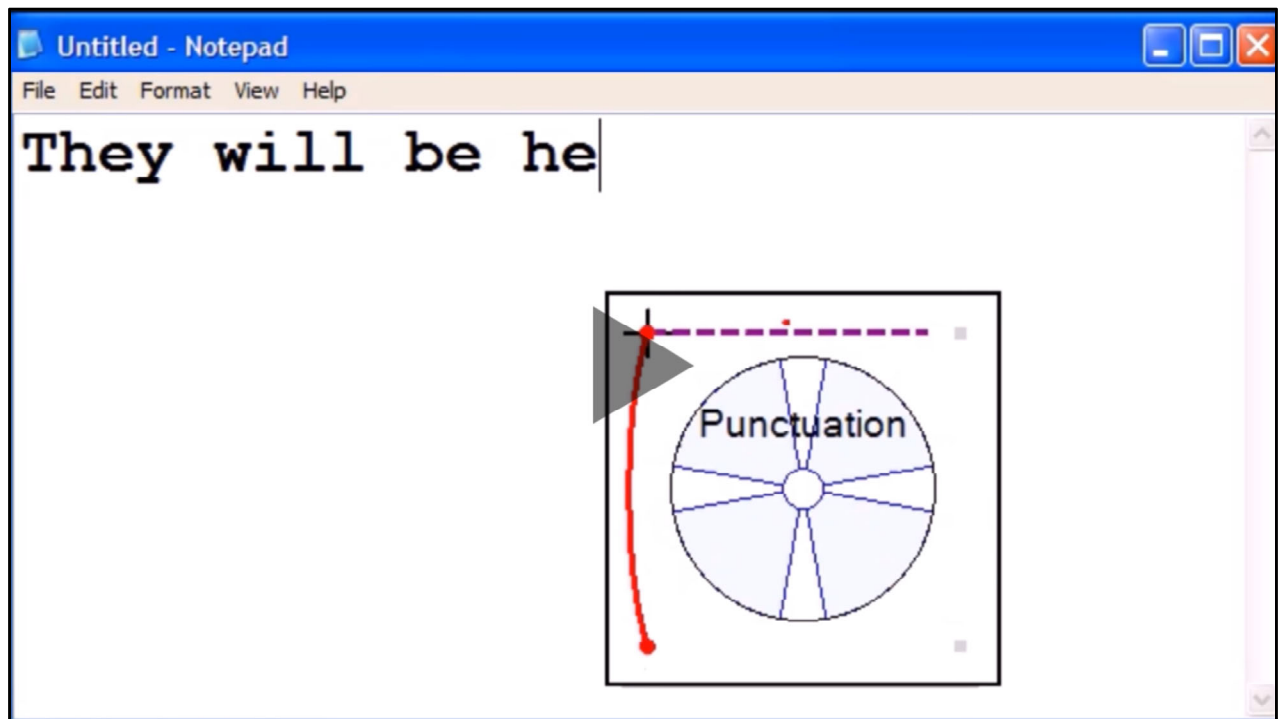 Untitled - Notepad
File Edit Format View Help
They will be he
Punctuation